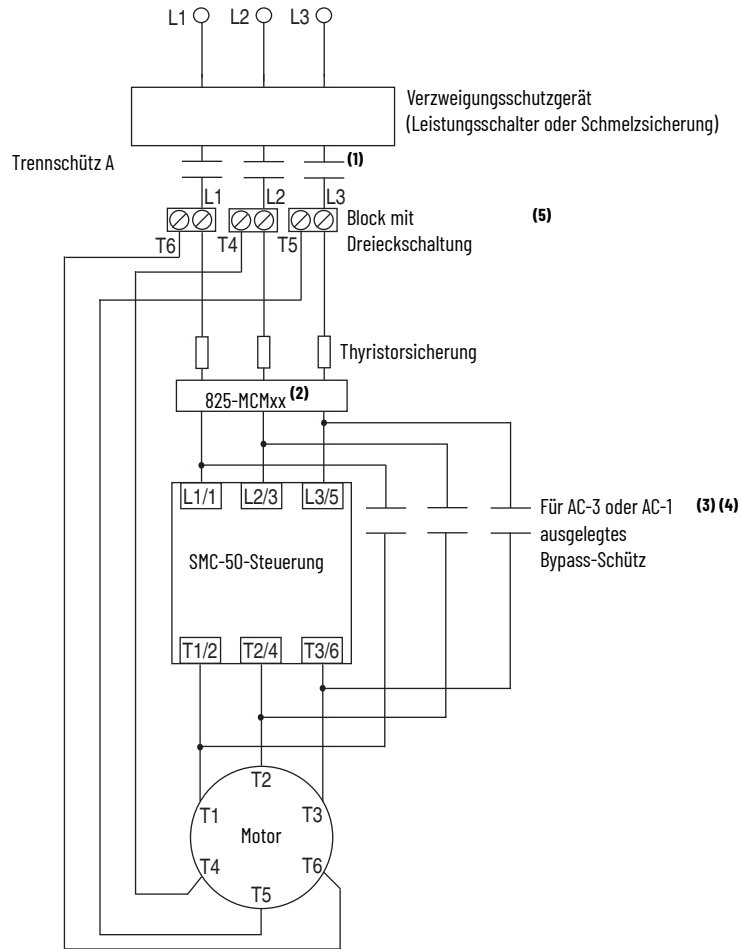 L1 L2 L3
Verzweigungsschutzgerät
(Leistungsschalter oder Schmelzsicherung)
Trennschütz A
(1)
L1 L2 L3
Block mit
Dreieckschaltung
(5)
T6 T4 T5
Thyristorsicherung
825-MCMxx (2)
L1/1 L2/3 L3/5
Für AC-3 oder AC-1 (3) (4)
ausgelegtes
Bypass-Schütz
SMC-50-Steuerung
T1/2 T2/4 T3/6
T2
T1 T3
Motor
T4 T6
T5